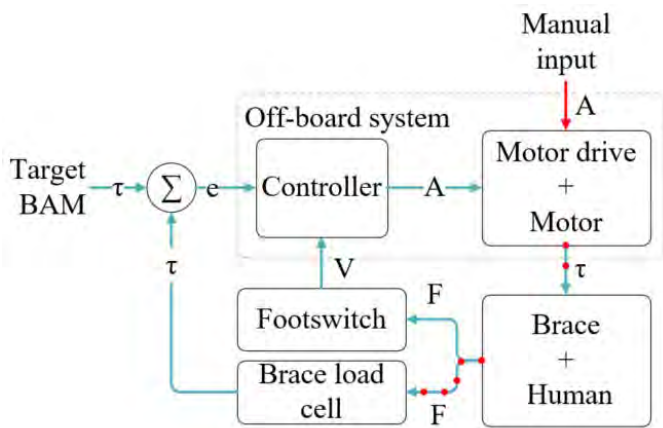 Manual
input
A
Off-board system
Target
BAM
τ
Σ
e
Controller
A
Motor drive
+
Motor
τ
V
τ
F
Footswitch
Brace
+
Human
Brace load
cell
F